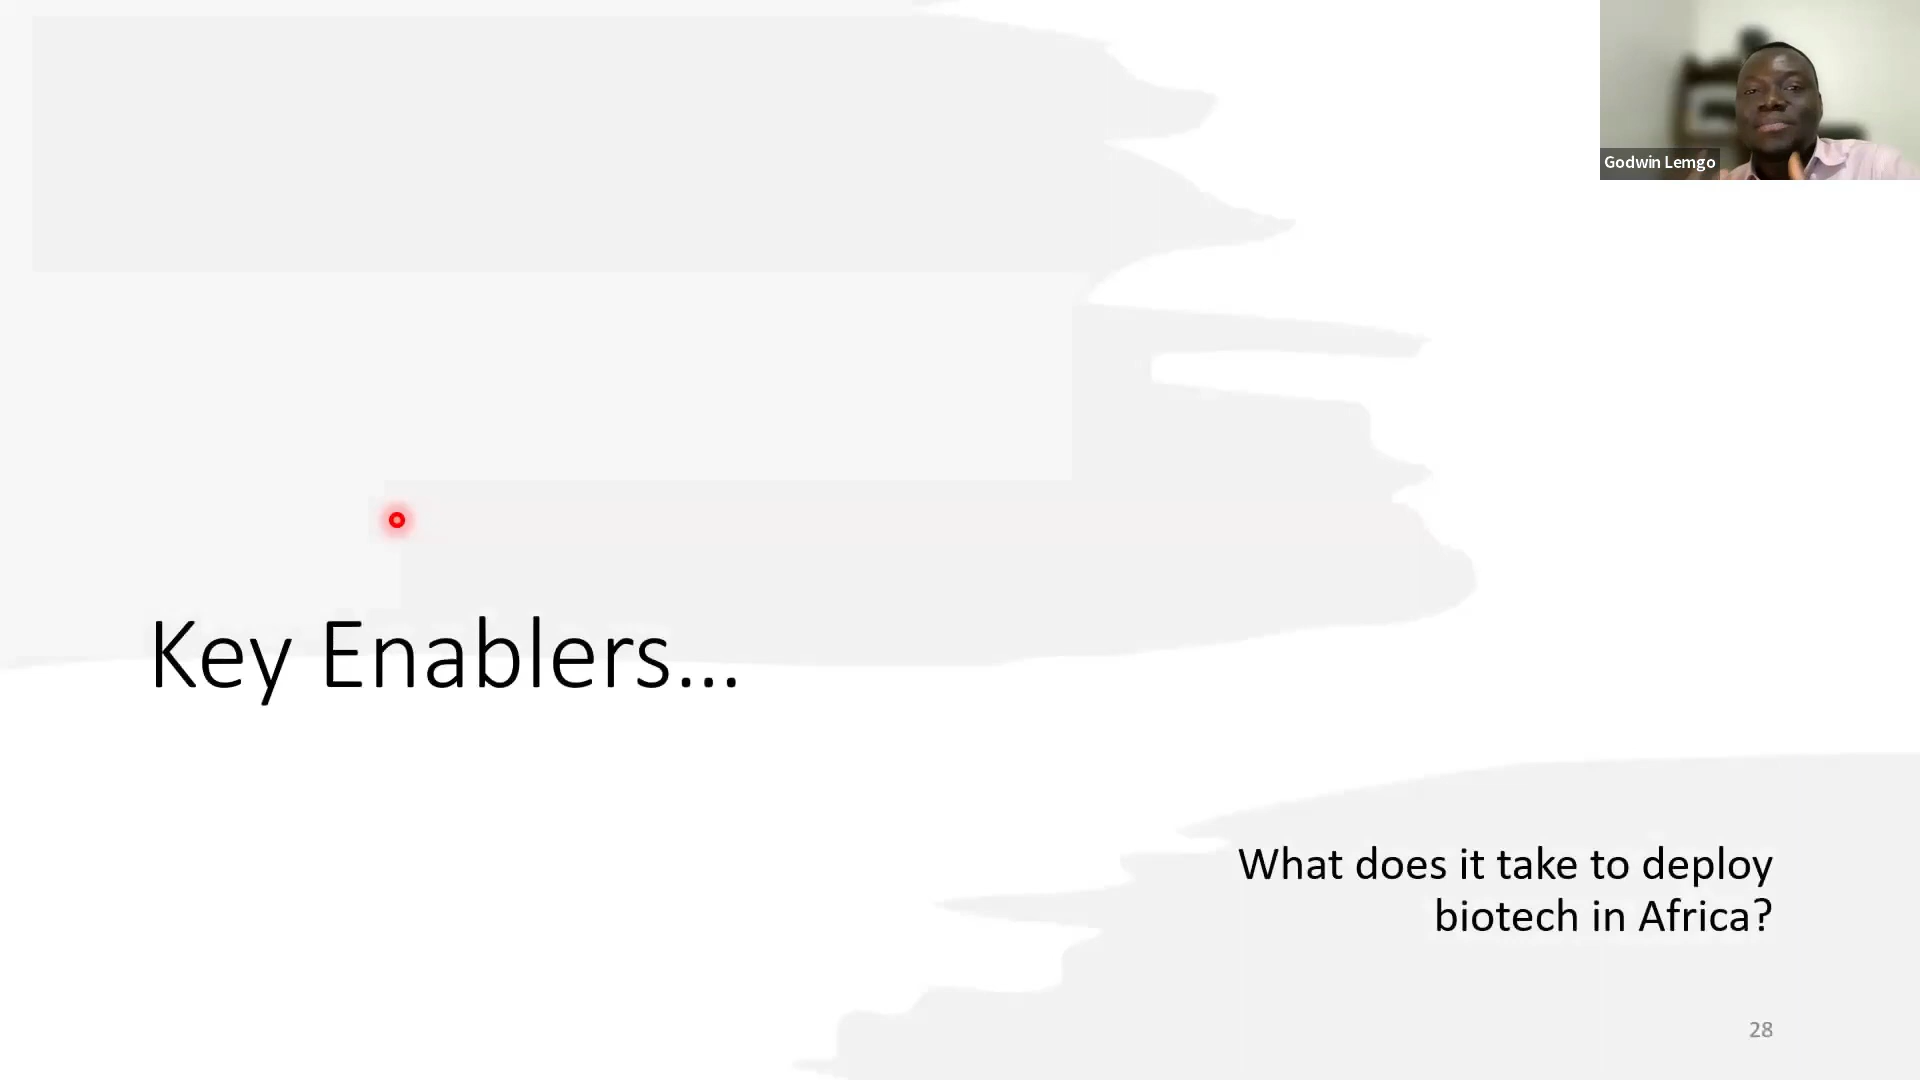 Godwin Lemgo
Key Enablers...
What does it take to deploy
biotech in Africa?
28